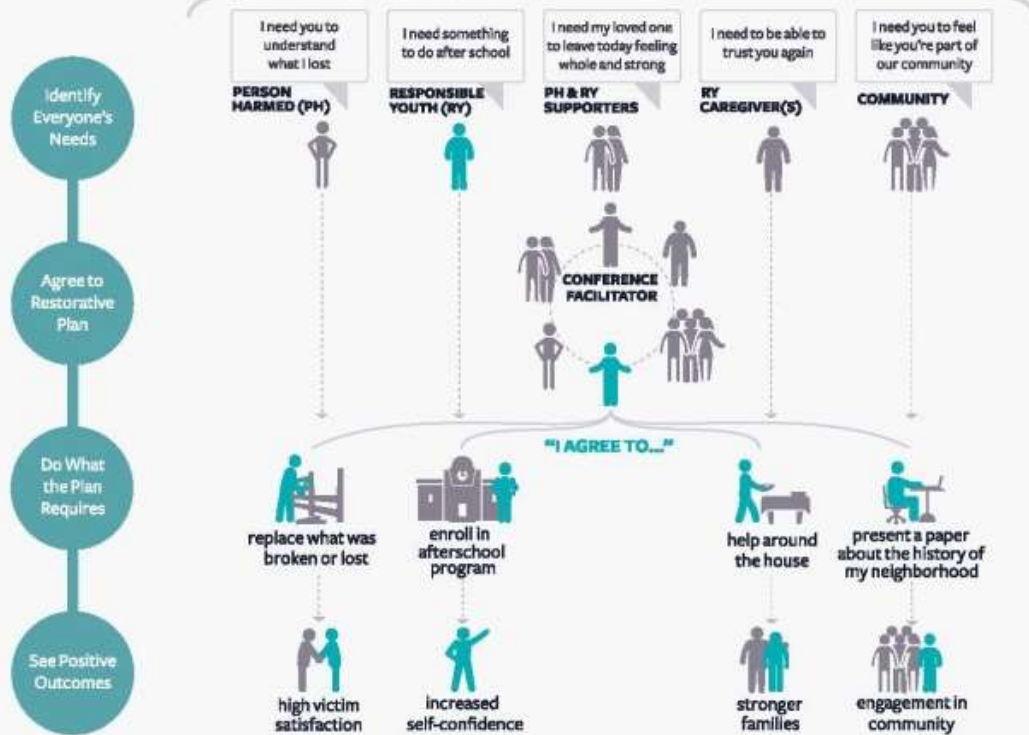 I need you to
understand
what I lost
I need something
to do after school
I need my loved one
to leave today feeling
whole and strong
I need to be able to
trust you again
I need you to feel
like you're part of
our community
PERSON
HARMED (PH)
RESPONSIBLE
YOUTH (RY)
PH & RY
SUPPORTERS
RY
CAREGIVER(S)
COMMUNITY
Identify
Everyone's
Needs
Agree to
Restorative
Plan
CONFERENCE
FACILITATOR
Do What
the Plan
Requires
"I AGREE TO..."
replace what was
broken or lost
enroll in
afterschool
program
help around
the house
present a paper
about the history of
my neighborhood
See Positive
Outcomes
high victim
satisfaction
increased
self-confidence
stronger
families
engagement in
community